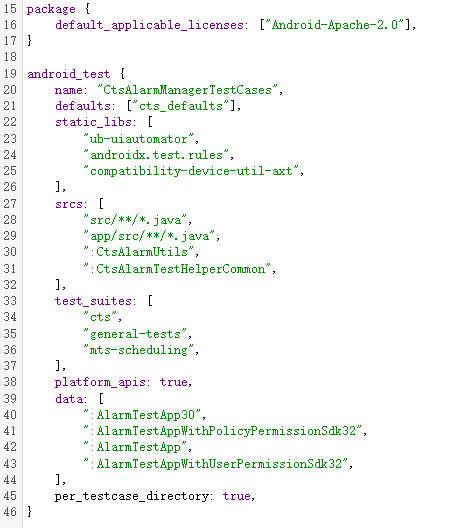 15 package {
16     default_applicable_licenses: ["Android-Apache-2.0"],
17 }
18
19 android_test {
20     name: "CtsAlarmManagerTestCases",
21     defaults: ["cts_defaults"],
22     static_libs: [
23         "ub-uiautomator",
24         "androidx.test.rules",
25         "compatibility-device-util-axt",
26     ],
27     srcs: [
28         "src/**/*.java",
29         "app/src/**/*.java",
30         ":CtsAlarmUtils",
31         ":CtsAlarmTestHelperCommon",
32     ],
33     test_suites: [
34         "cts",
35         "general-tests",
36         "mts-scheduling",
37     ],
38     platform_apis: true,
39     data: [
40         ":AlarmTestApp30",
41         ":AlarmTestAppWithPolicyPermissionSdk32",
42         ":AlarmTestApp",
43         ":AlarmTestAppWithUserPermissionSdk32",
44     ],
45     per_testcase_directory: true,
46 }